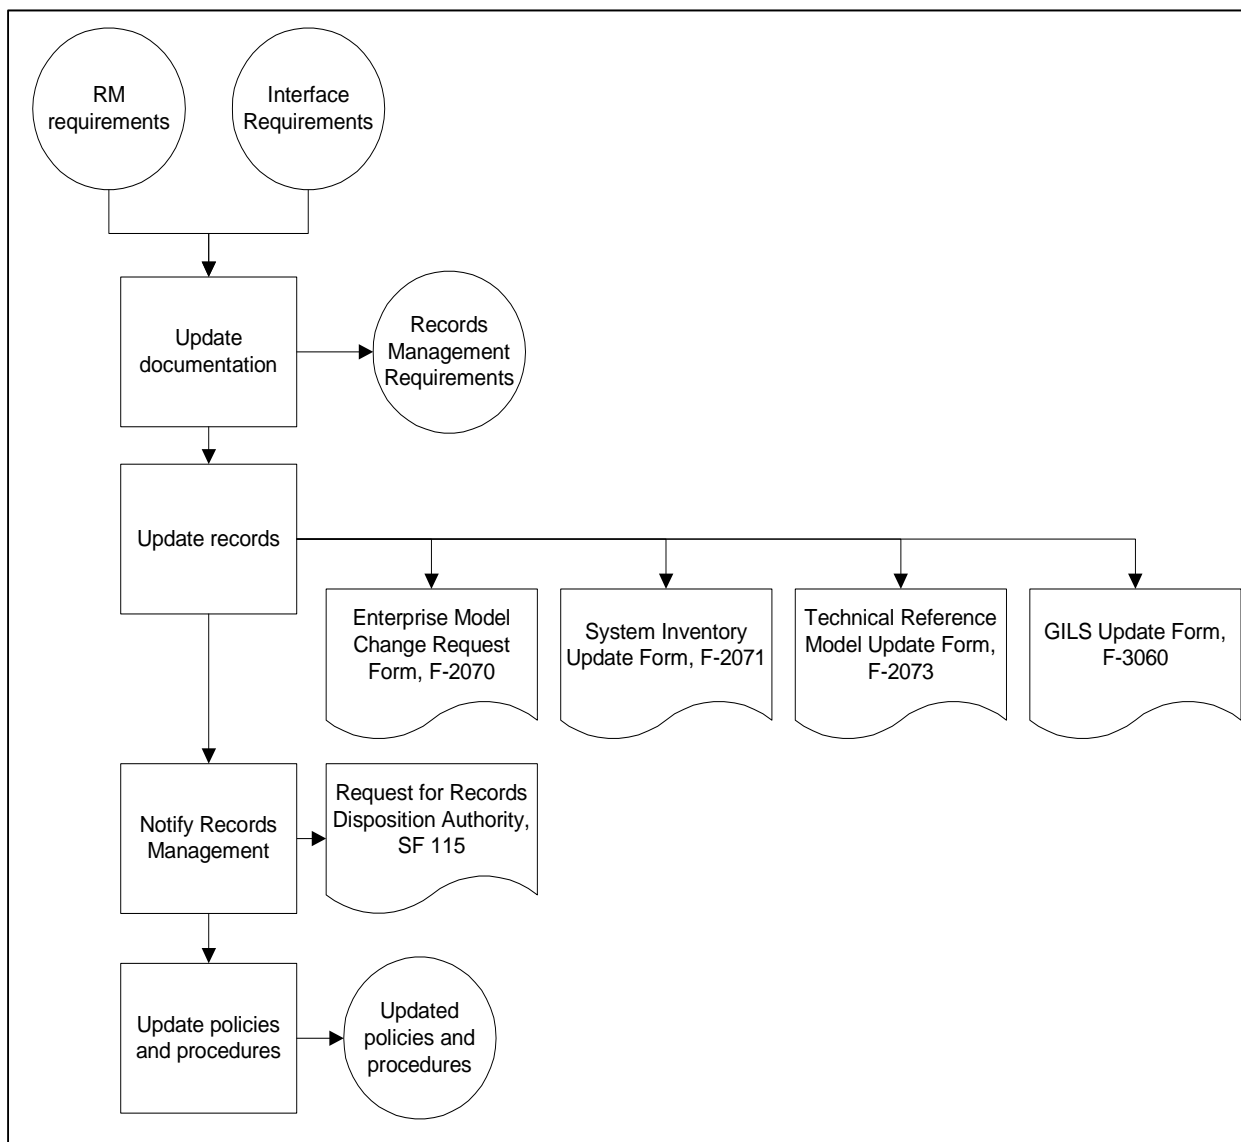 RM
requirements
Interface
Requirements
Update
documentation
Records
Management
Requirements
Update records
Enterprise Model
Change Request
Form, F-2070
System Inventory
Update Form, F-2071
Technical Reference
Model Update Form,
F-2073
GILS Update Form,
F-3060
Notify Records
Management
Request for Records
Disposition Authority,
SF 115
Update policies
and procedures
Updated
policies and
procedures